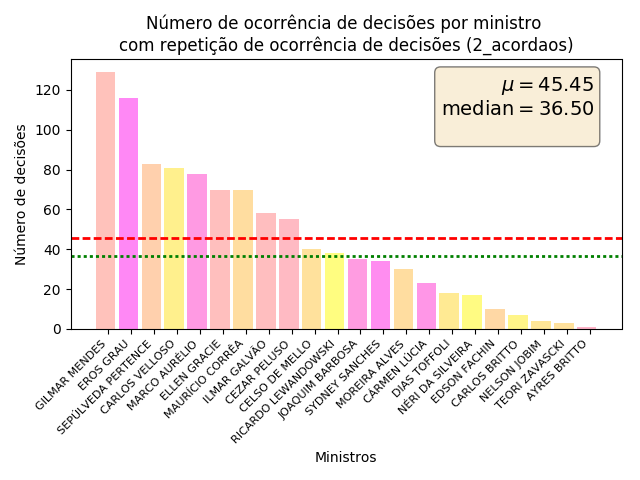 Número de ocorrência de decisões por ministro
com repetição de ocorrência de decisões (2_acordaos)
μ = 45.45
median = 36.50
Número de decisões
120
100
80
60
40
20
0
GILMAR MENDES
EROS GRAU
SEPÚLVEDA PERTENCE
CARLOS VELLOSO
MARCO AURÉLIO
ELLEN GRACIE
MAURÍCIO CORRÊA
ILMAR GALVÃO
CEZAR PELUSO
CELSO DE MELLO
RICARDO LEWANDOWSKI
JOAQUIM BARBOSA
SYDNEY SANCHES
MOREIRA ALVES
CÁRMEN LÚCIA
DIAS TOFFOLI
NÉRI DA SILVEIRA
EDSON FACHIN
CARLOS BRITTO
NELSON JOBIM
TEORI ZAVASCKI
AYRES BRITTO
Ministros